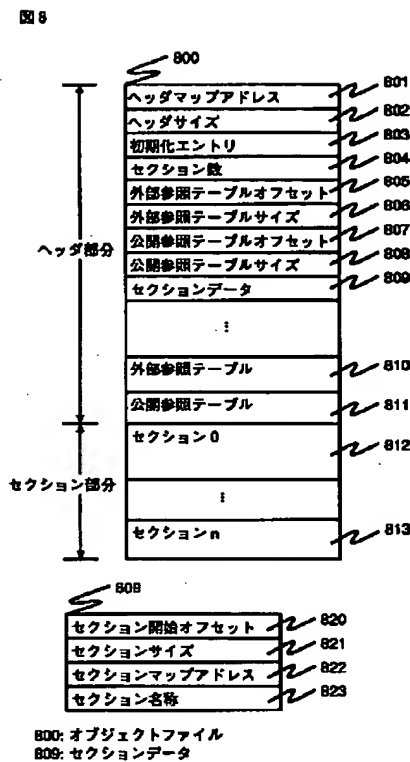 図8
800
ヘッダマップアドレス 801
ヘッダサイズ 802
初期化エントリ 803
セクション数 804
外部参照テーブルオフセット 805
外部参照テーブルサイズ 806
公開参照テーブルオフセット 807
公開参照テーブルサイズ 808
セクションデータ 809
⋮
ヘッダ部分
外部参照テーブル 810
公開参照テーブル 811
セクション0 812
セクション部分
⋮
セクションn 813
809
セクション開始オフセット 820
セクションサイズ 821
セクションマップアドレス 822
セクション名称 823
800: オブジェクトファイル
809: セクションデータ